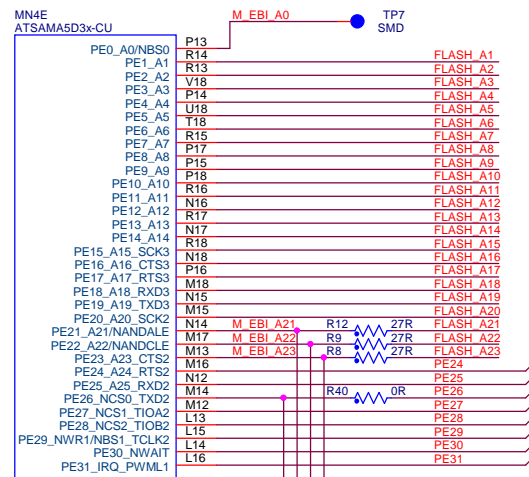 MN4E
ATSAMA5D3x-CU
M_EBI_A0 TP7
SMD
PE0_A0/NBS0 P13
PE1_A1 R14 FLASH_A1
PE2_A2 R13 FLASH_A2
PE3_A3 V18 FLASH_A3
PE4_A4 P14 FLASH_A4
PE5_A5 U18 FLASH_A5
PE6_A6 T18 FLASH_A6
PE7_A7 R15 FLASH_A7
PE8_A8 P17 FLASH_A8
PE9_A9 P15 FLASH_A9
PE10_A10 P18 FLASH_A10
PE11_A11 R16 FLASH_A11
PE12_A12 N16 FLASH_A12
PE13_A13 R17 FLASH_A13
PE14_A14 N17 FLASH_A14
PE15_A15_SCK3 R18 FLASH_A15
PE16_A16_CTS3 N18 FLASH_A16
PE17_A17_RTS3 P16 FLASH_A17
PE18_A18_RXD3 M18 FLASH_A18
PE19_A19_TXD3 N15 FLASH_A19
PE20_A20_SCK2 M15 FLASH_A20
PE21_A21/NANDALE N14 M_EBI_A21 R12 27R FLASH_A21
PE22_A22/NANDCLE M17 M_EBI_A22 R9 27R FLASH_A22
PE23_A23_CTS2 M13 M_EBI_A23 R8 27R FLASH_A23
PE24_A24_RTS2 M16 PE24
PE25_A25_RXD2 N12 PE25
PE26_NCS0_TXD2 M14 R40 0R PE26
PE27_NCS1_TIOA2 M12 PE27
PE28_NCS2_TIOB2 L13 PE28
PE29_NWR1/NBS1_TCLK2 L15 PE29
PE30_NWAIT L14 PE30
PE31_IRQ_PWML1 L16 PE31